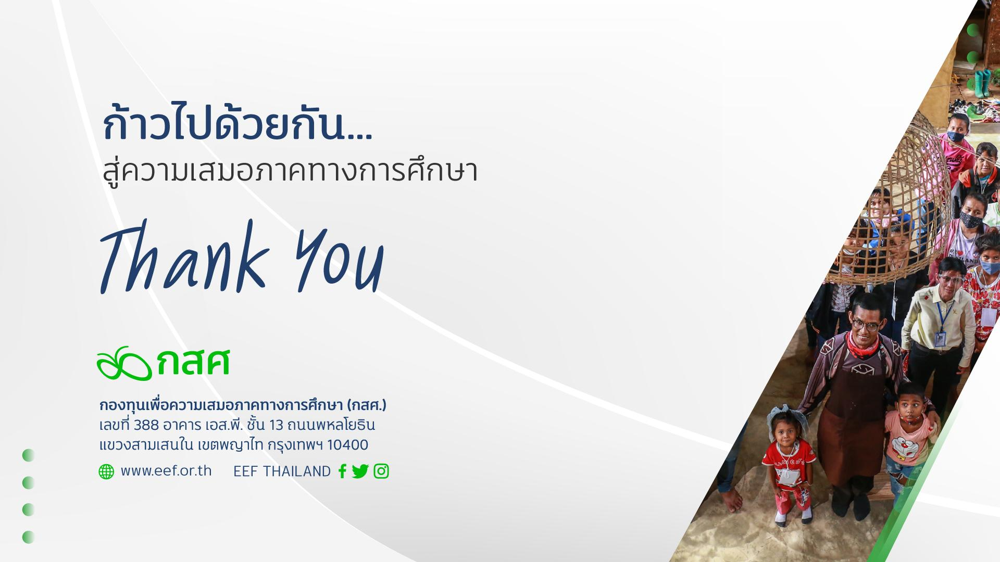 ก้าวไปด้วยกัน...
สู่ความเสมอภาคทางการศึกษา
Thank You
กสศ
กองทุนเพื่อความเสมอภาคทางการศึกษา (กสศ.)
เลขที่ 388 อาคาร เอส.พี. ชั้น 13 ถนนพหลโยธิน
แขวงสามเสนใน เขตพญาไท กรุงเทพฯ 10400
www.eef.or.th EEF THAILAND